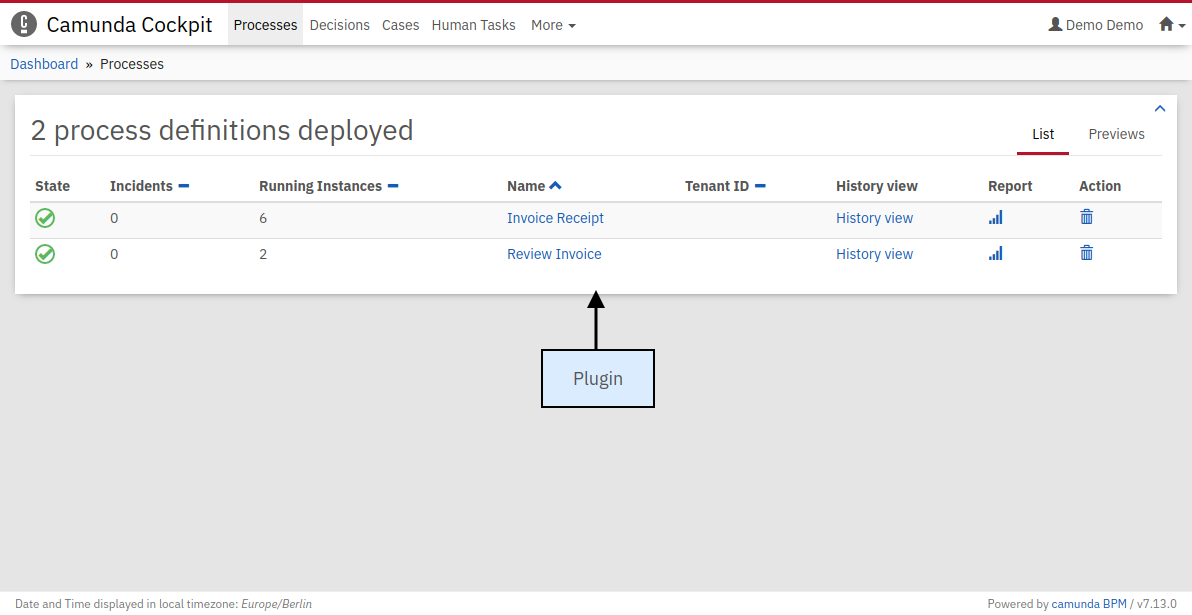 Camunda Cockpit Processes Decisions Cases Human Tasks More Demo Demo
Dashboard » Processes
2 process definitions deployed
List Previews
State Incidents Running Instances Name Tenant ID History view Report Action
0 6 Invoice Receipt History view
0 2 Review Invoice History view
Plugin
Date and Time displayed in local timezone: Europe/Berlin Powered by camunda BPM / v7.13.0